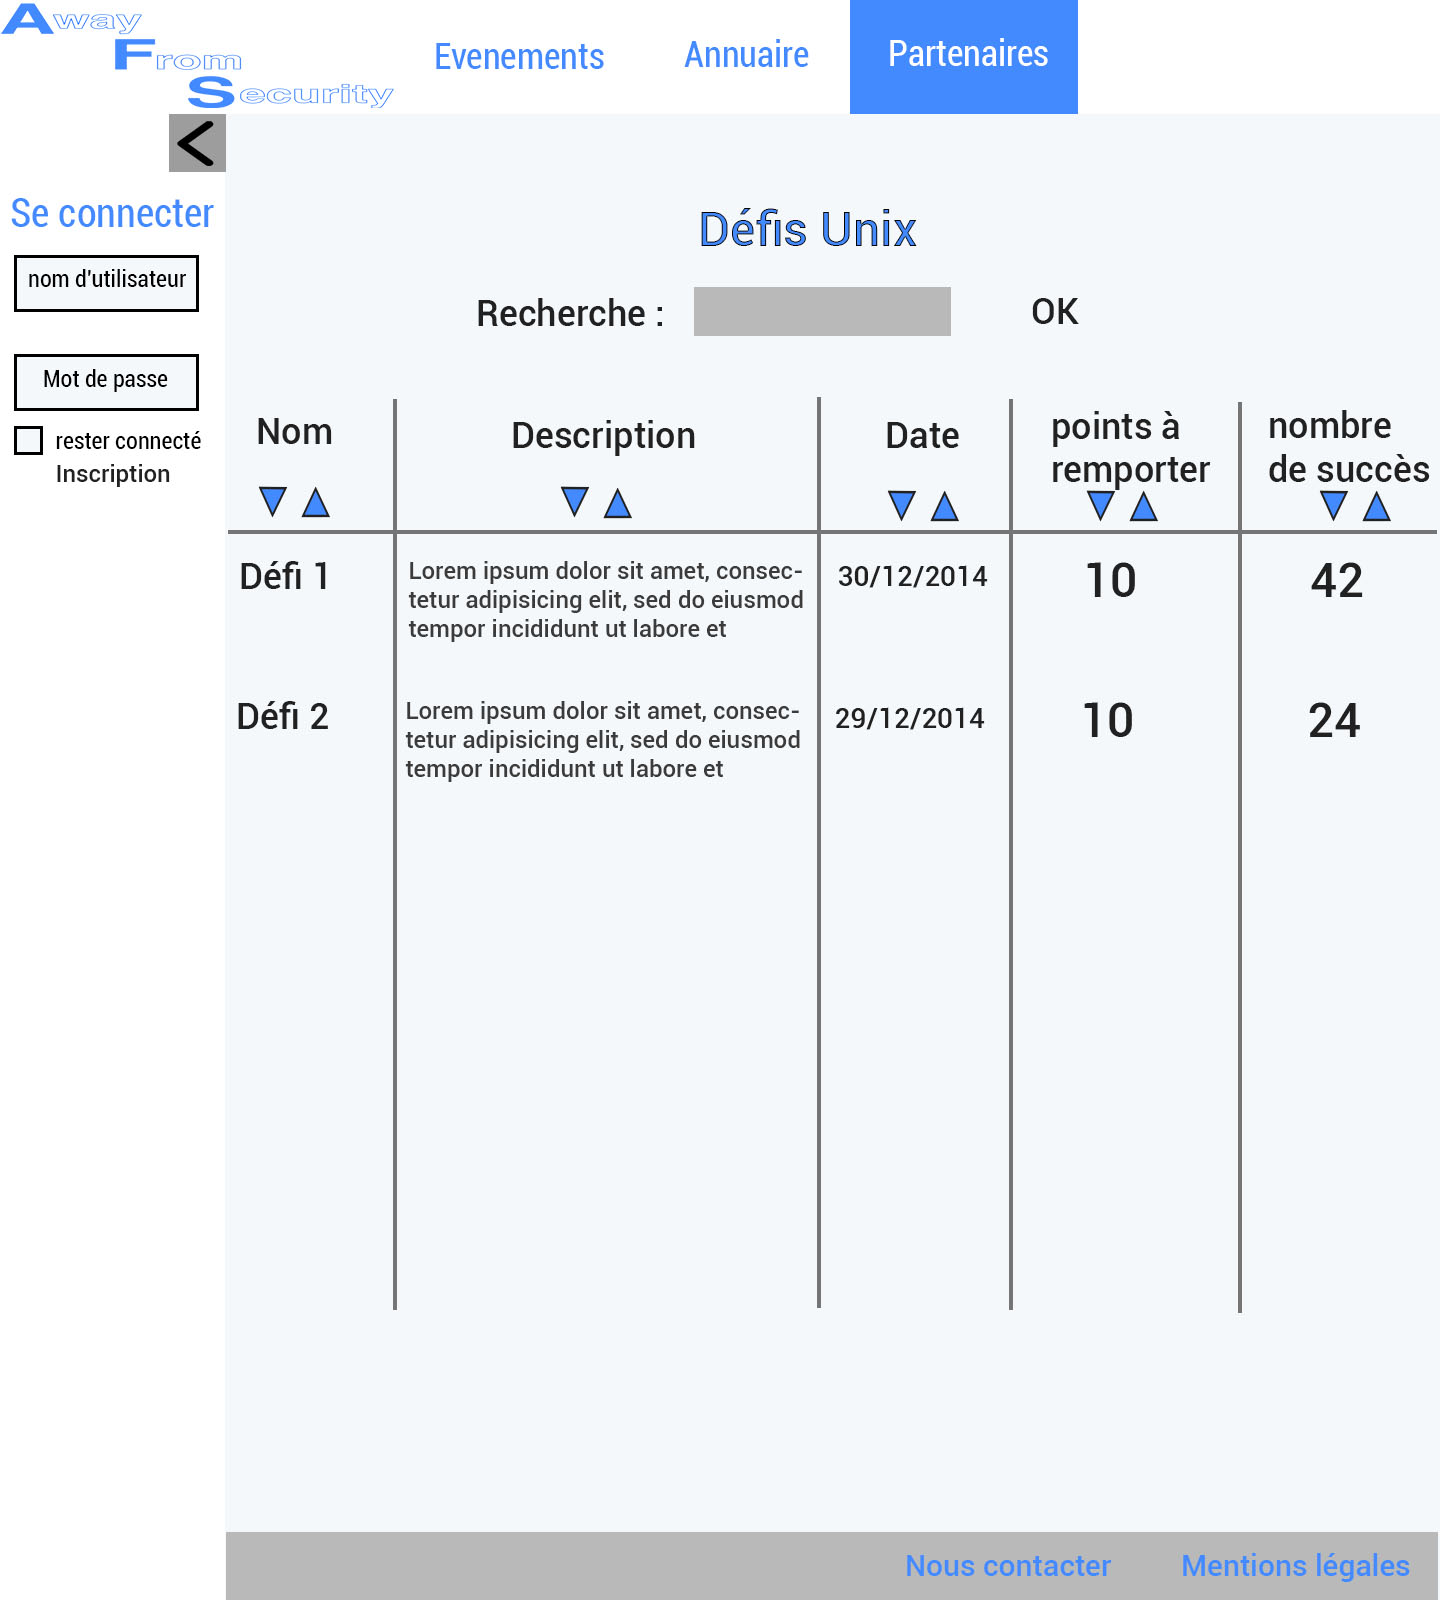 Away
From
Security
Evenements
Annuaire
Partenaires
<
Se connecter
nom d'utilisateur
Mot de passe
rester connecté
Inscription
Défis Unix
Recherche :
OK
Nom
Description
Date
points à
remporter
nombre
de succès
Défi 1
Lorem ipsum dolor sit amet, consec-
tetur adipisicing elit, sed do eiusmod
tempor incididunt ut labore et
30/12/2014
10
42
Défi 2
Lorem ipsum dolor sit amet, consec-
tetur adipisicing elit, sed do eiusmod
tempor incididunt ut labore et
29/12/2014
10
24
Nous contacter
Mentions légales